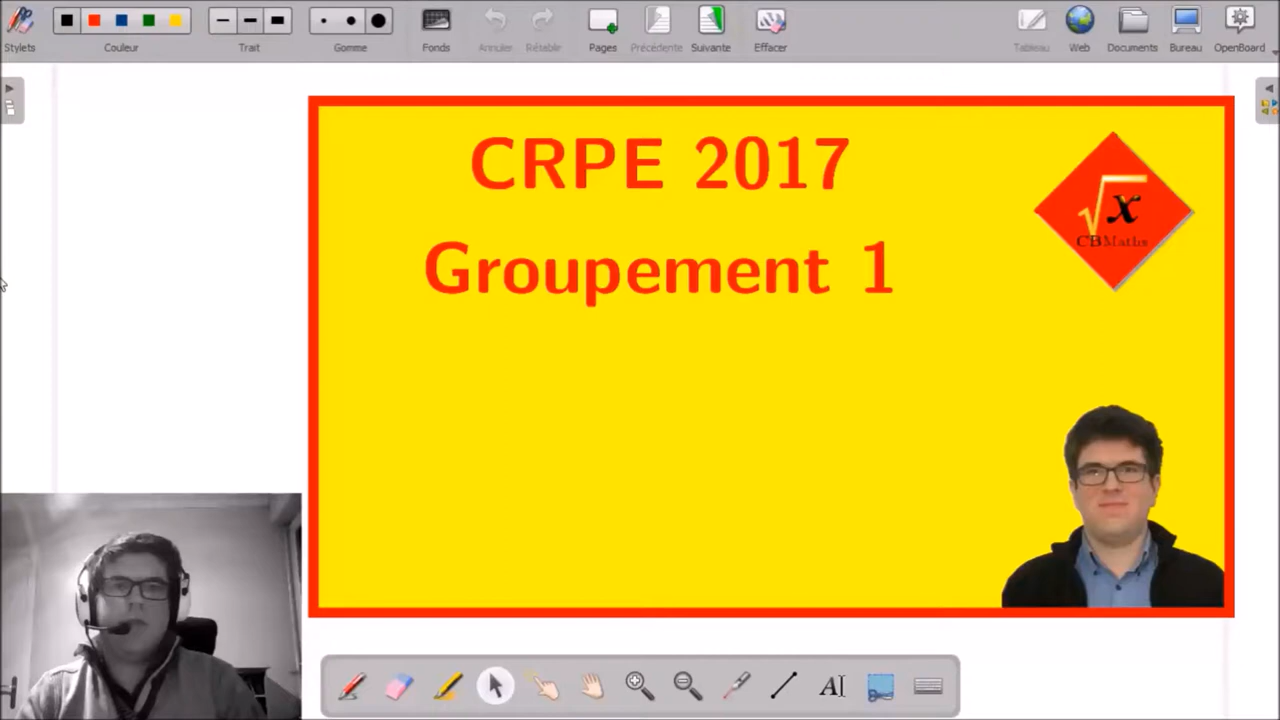 Stylets
Couleur
Trait
Gomme
Fonds
Annuler
Rétablir
Pages
Précédente
Suivante
Effacer
Tableau
Web
Documents
Bureau
OpenBoard
CRPE 2017
Groupement 1
√x
CBMaths
AI